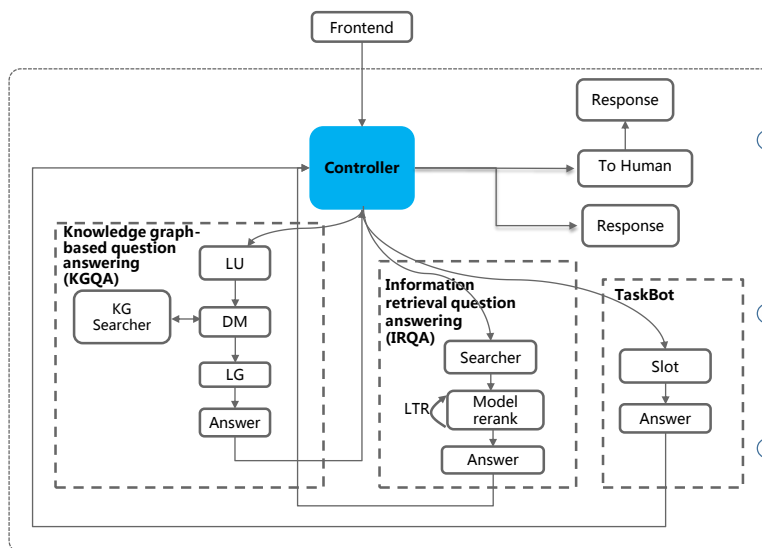 Frontend
Response
Controller
To Human
Response
Knowledge graph-
based question
answering
(KGQA)
LU
KG
Searcher
DM
LG
Answer
Information
retrieval question
answering
(IRQA)
Searcher
LTR
Model
rerank
Answer
TaskBot
Slot
Answer